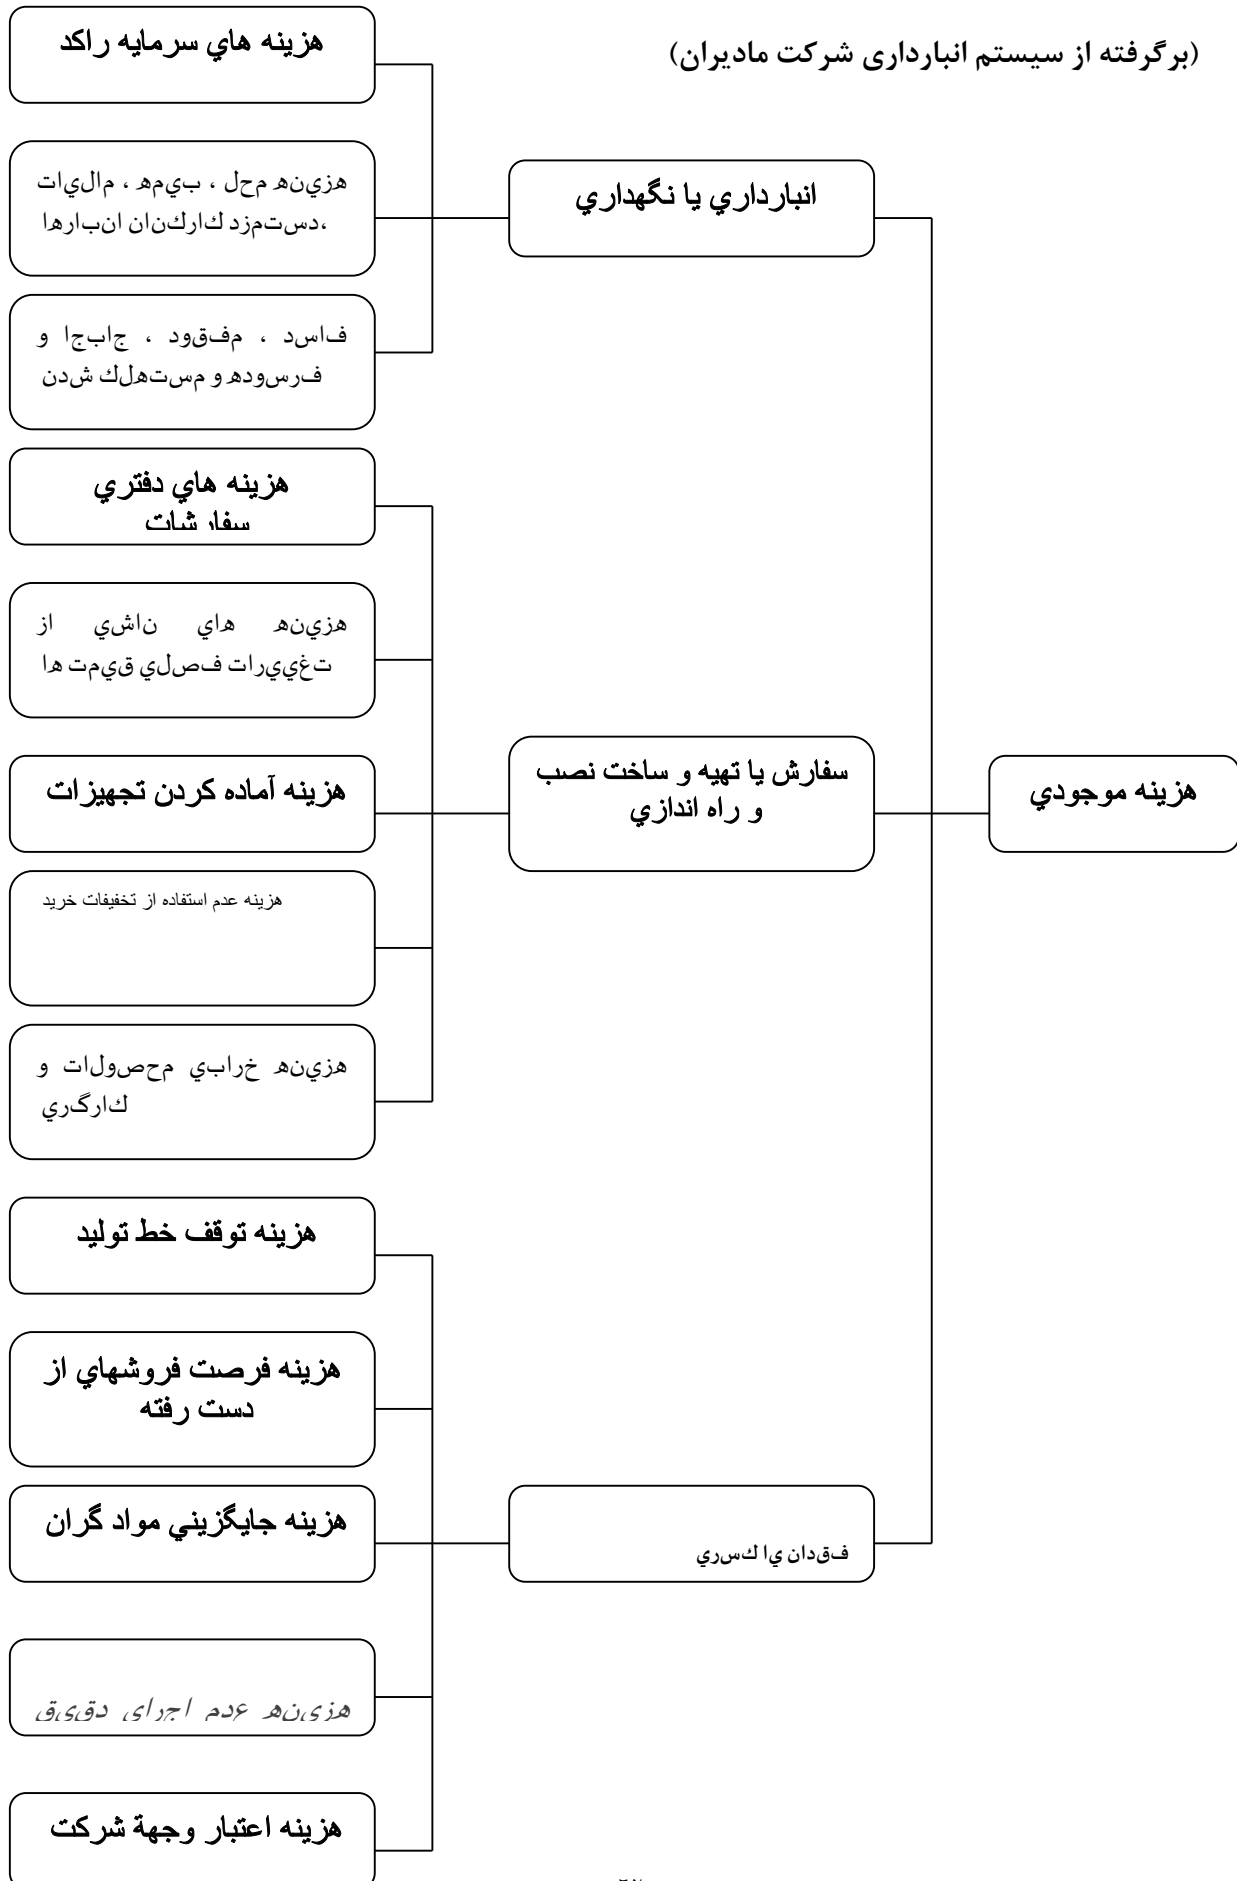 (برگرفته از سیستم انبارداری شرکت مادیران)
هزينه موجودي
انبارداري يا نگهداري
هزينه هاي سرمايه راكد
هزينه محل ، بيمه ، ماليات
،دستمزد كاركنان انبارها
فاسد ، مفقود ، جابجا و
فرسوده و مستهلك شدن
سفارش يا تهيه و ساخت نصب
و راه اندازي
هزينه هاي دفتري
سفارشات
هزينه هاي ناشي از
تغييرات فصلي قيمت ها
هزينه آماده كردن تجهيزات
هزينه عدم استفاده از تخفيفات خريد
هزينه خرابي محصولات و
كارگري
فقدان يا كسري
هزينه توقف خط توليد
هزينه فرصت فروشهاي از
دست رفته
هزينه جايگزيني مواد گران
هزینه عدم اجرای دقیق
هزينه اعتبار وجهة شركت